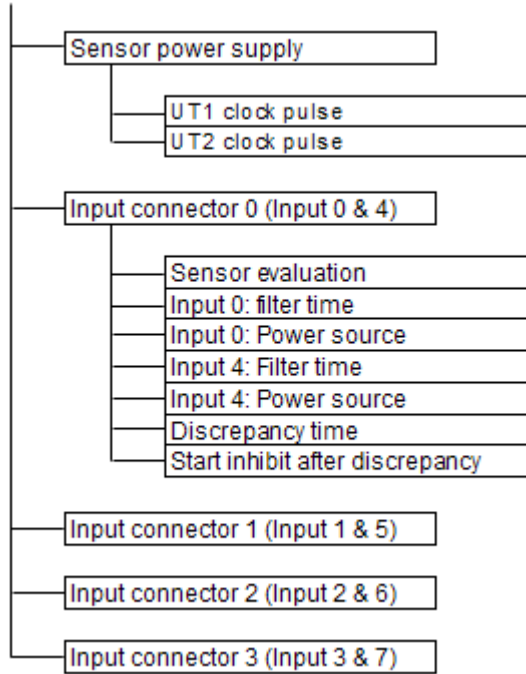 Sensor power supply
UT1 clock pulse
UT2 clock pulse
Input connector 0 (Input 0 & 4)
Sensor evaluation
Input 0: filter time
Input 0: Power source
Input 4: Filter time
Input 4: Power source
Discrepancy time
Start inhibit after discrepancy
Input connector 1 (Input 1 & 5)
Input connector 2 (Input 2 & 6)
Input connector 3 (Input 3 & 7)